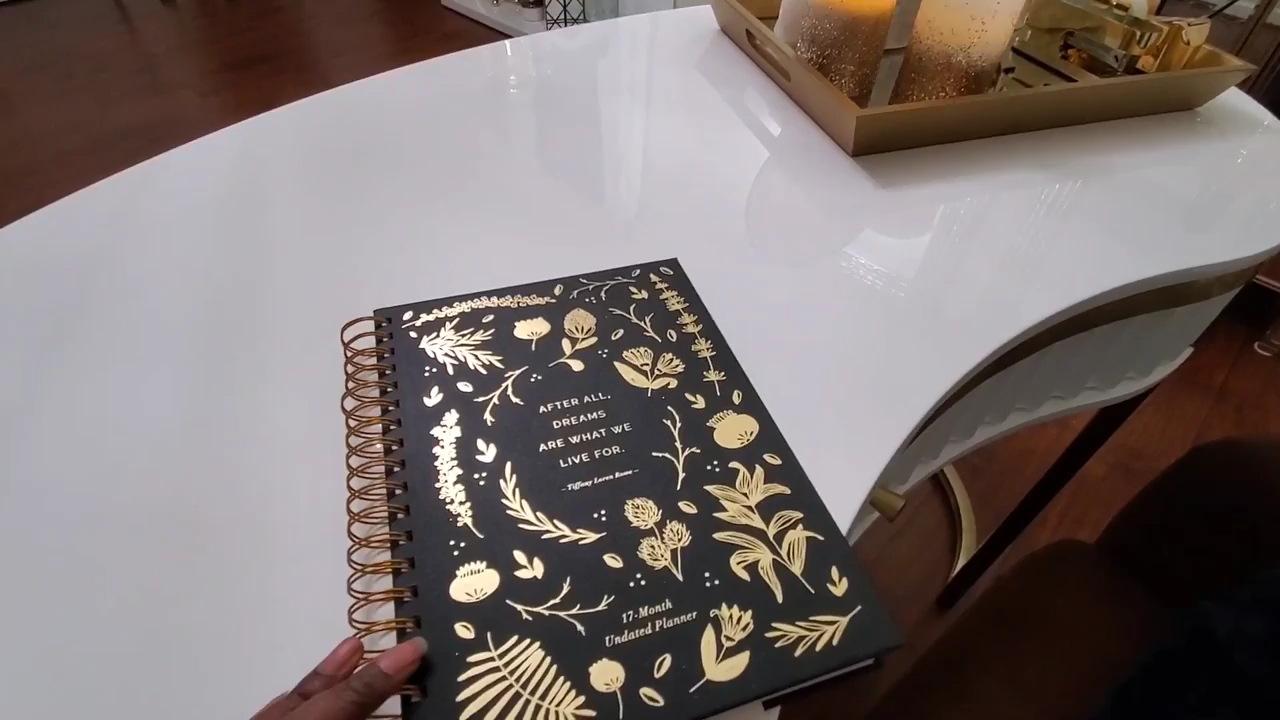 AFTER ALL,
DREAMS
ARE WHAT WE
LIVE FOR.
– Tiffany Loren Rowe –
17-Month
Undated Planner